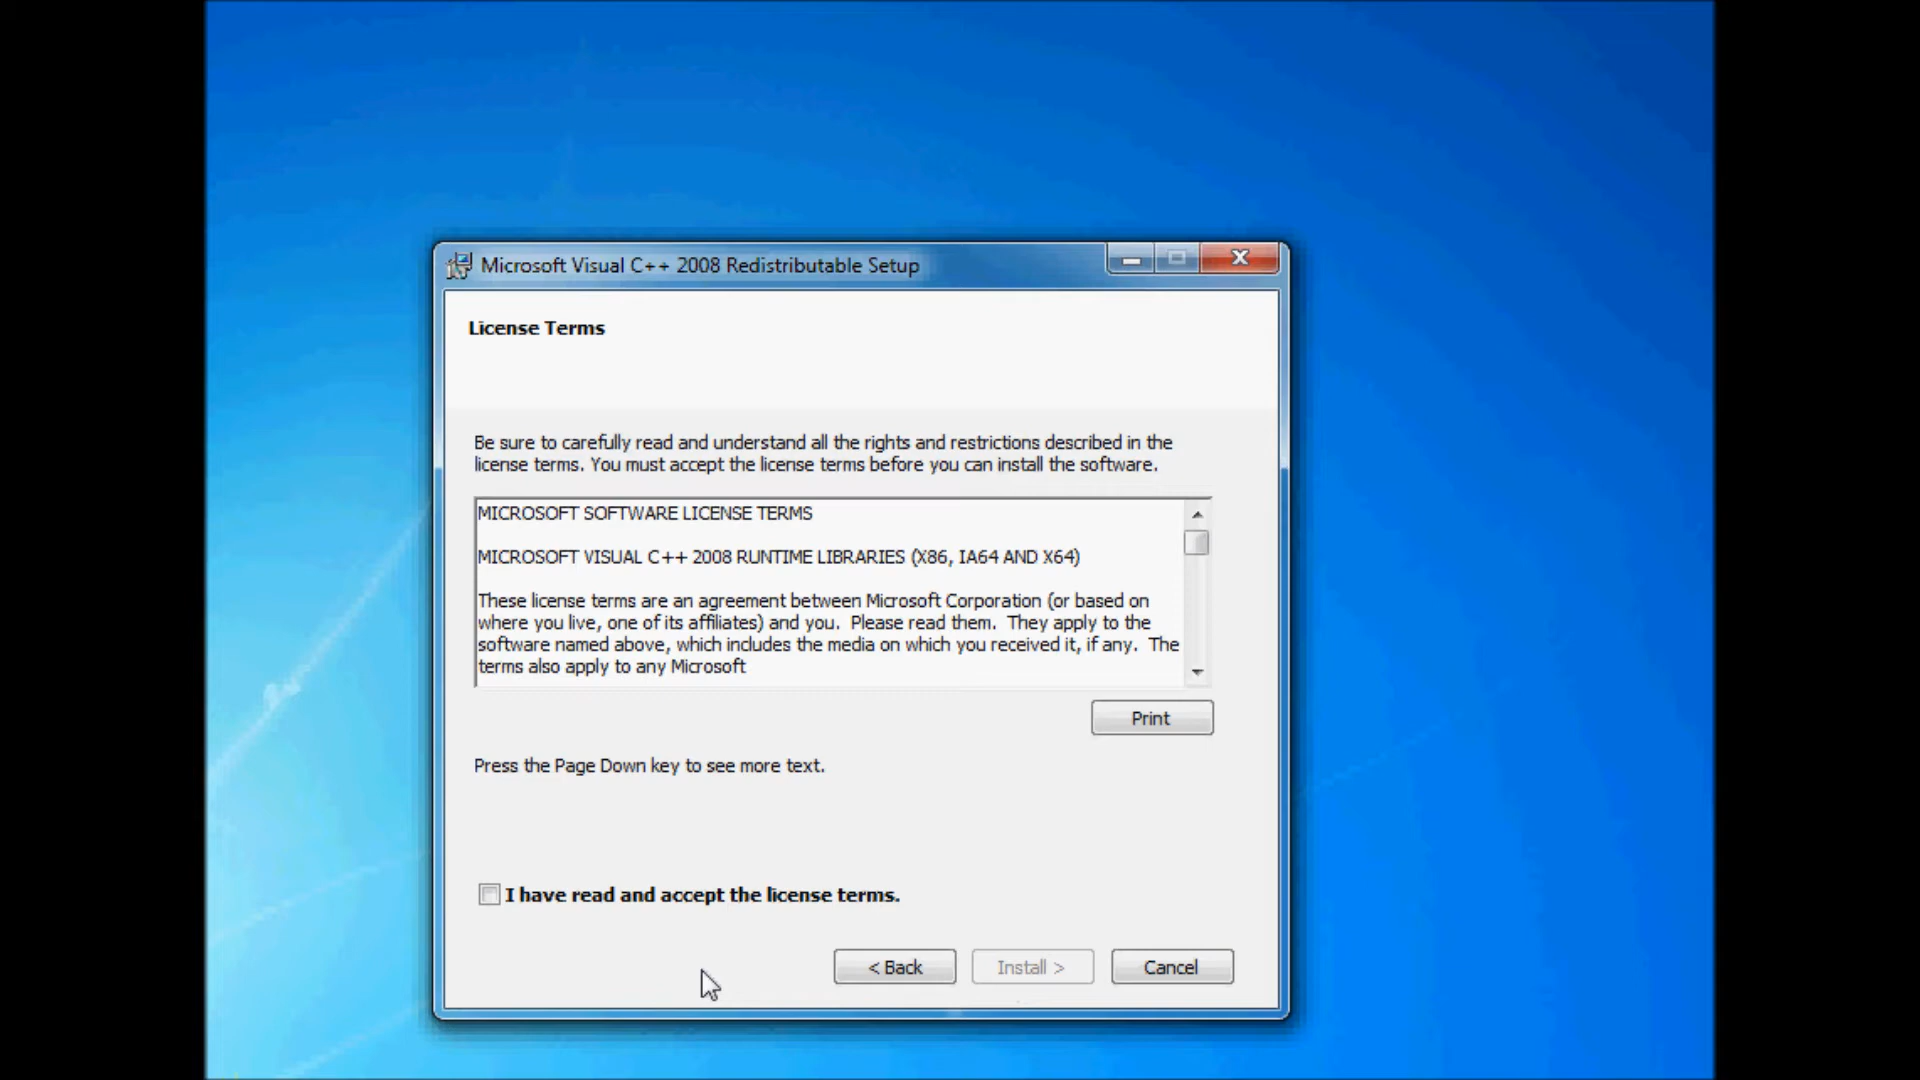 Microsoft Visual C++ 2008 Redistributable Setup
License Terms
Be sure to carefully read and understand all the rights and restrictions described in the
license terms. You must accept the license terms before you can install the software.
MICROSOFT SOFTWARE LICENSE TERMS
MICROSOFT VISUAL C++ 2008 RUNTIME LIBRARIES (X86, IA64 AND X64)
These license terms are an agreement between Microsoft Corporation (or based on
where you live, one of its affiliates) and you.  Please read them.  They apply to the
software named above, which includes the media on which you received it, if any.  The
terms also apply to any Microsoft
Print
Press the Page Down key to see more text.
I have read and accept the license terms.
< Back Install > Cancel